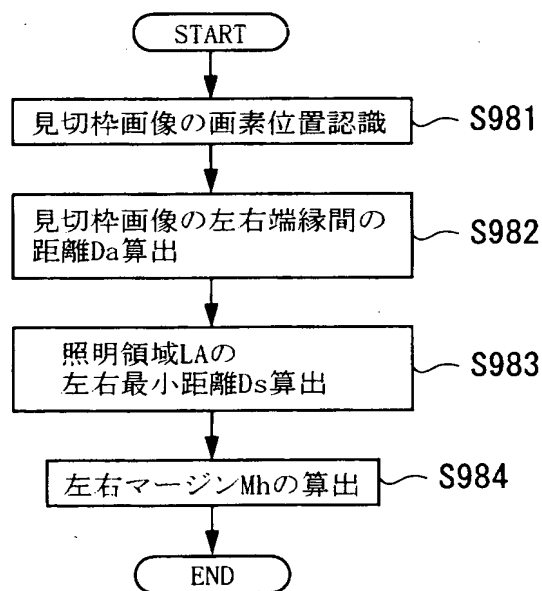 START
見切枠画像の画素位置認識
S981
見切枠画像の左右端縁間の
距離Da算出
S982
照明領域LAの
左右最小距離Ds算出
S983
左右マージンMhの算出
S984
END